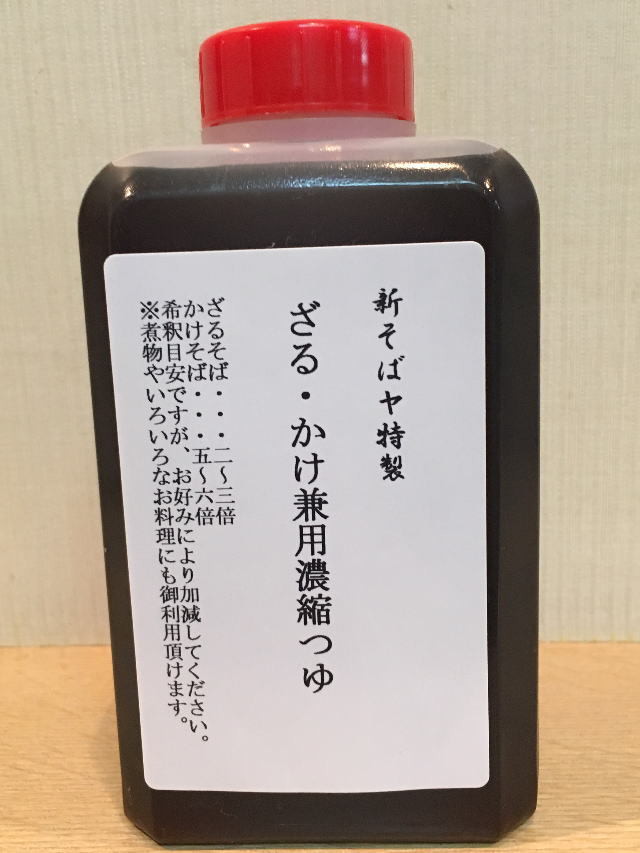 新そばヤ特製
ざる・かけ兼用濃縮つゆ
ざるそば・・・二～三倍
かけそば・・・五～六倍
希釈目安ですが、お好みにより加減してください。
※煮物やいろいろなお料理にも御利用頂けます。